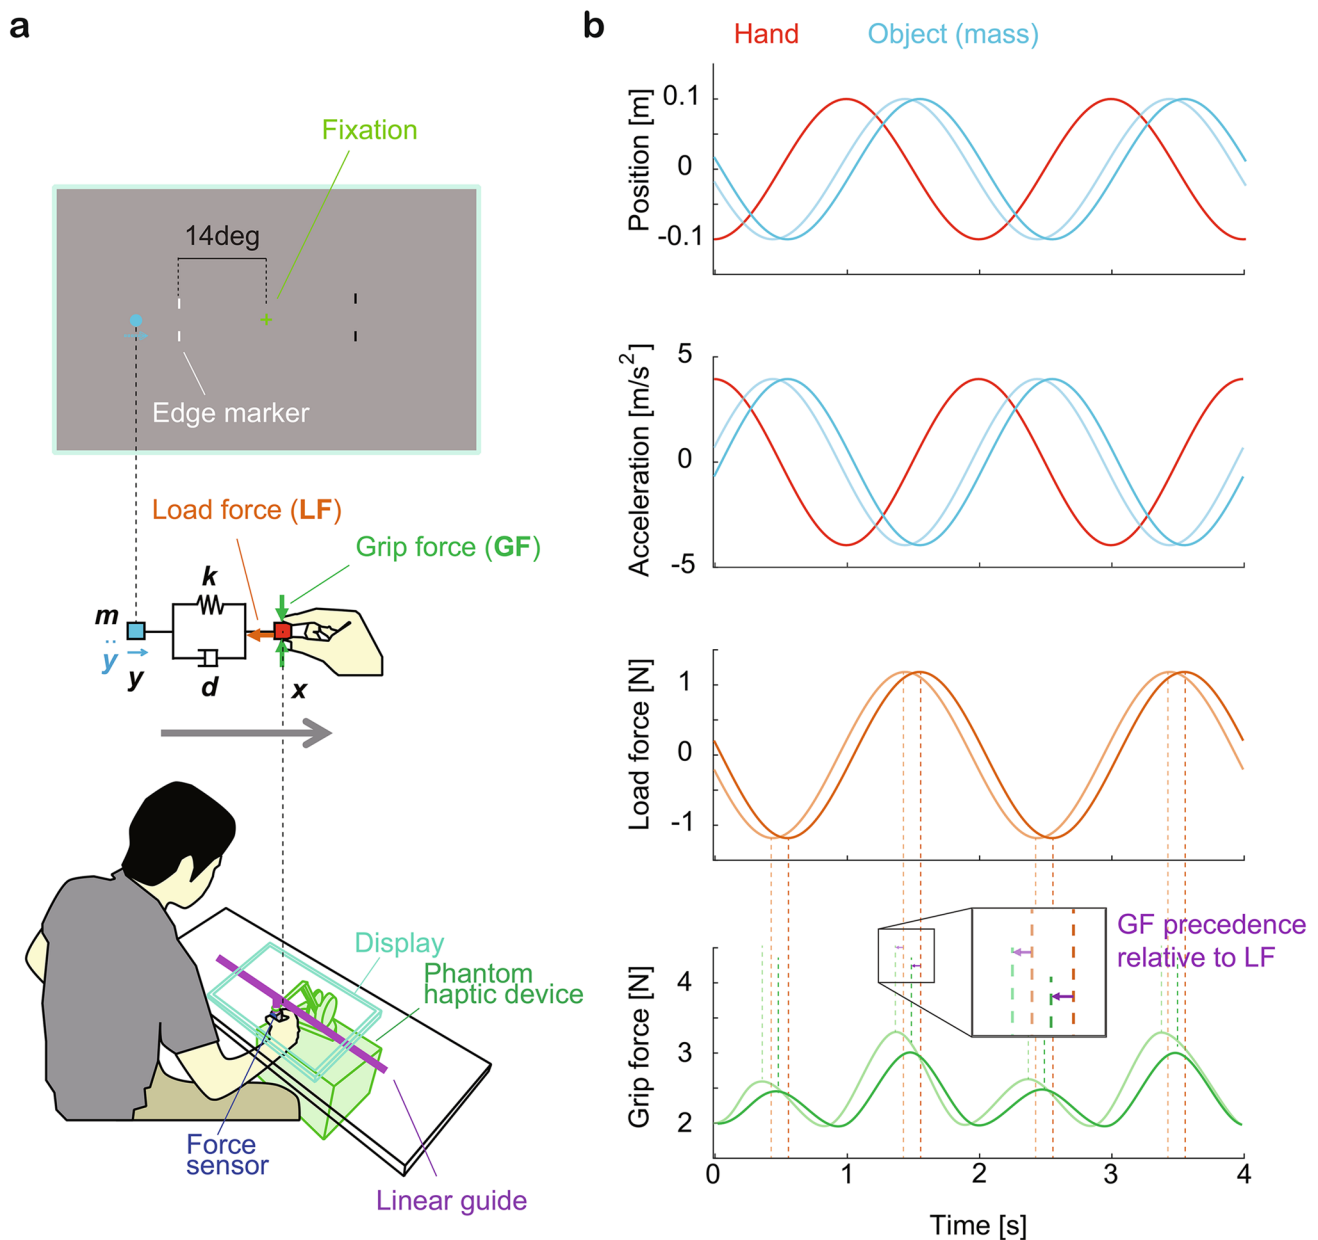 a
Fixation
14deg
Edge marker
Load force (LF)
Grip force (GF)
k
m
ÿ
y
d
x
Display
Phantom
haptic device
Force
sensor
Linear guide
b
Hand
Object (mass)
Position [m]
0.1
0
-0.1
Acceleration [m/s²]
5
0
-5
Load force [N]
1
0
-1
GF precedence
relative to LF
Grip force [N]
4
3
2
0 1 2 3 4
Time [s]